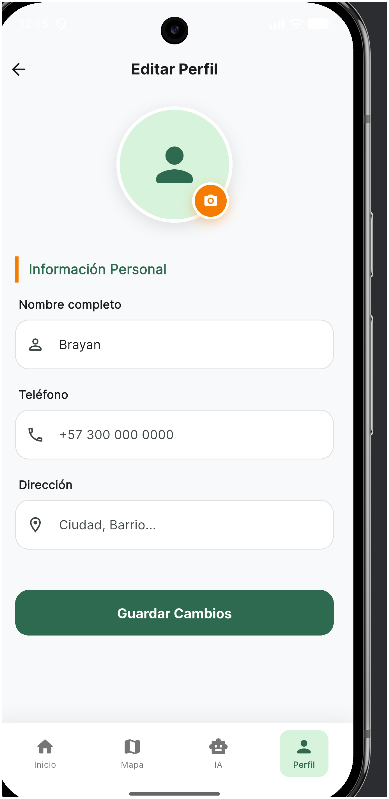 Editar Perfil
Información Personal
Nombre completo
Brayan
Teléfono
+57 300 000 0000
Dirección
Ciudad, Barrio...
Guardar Cambios
Inicio
Mapa
IA
Perfil